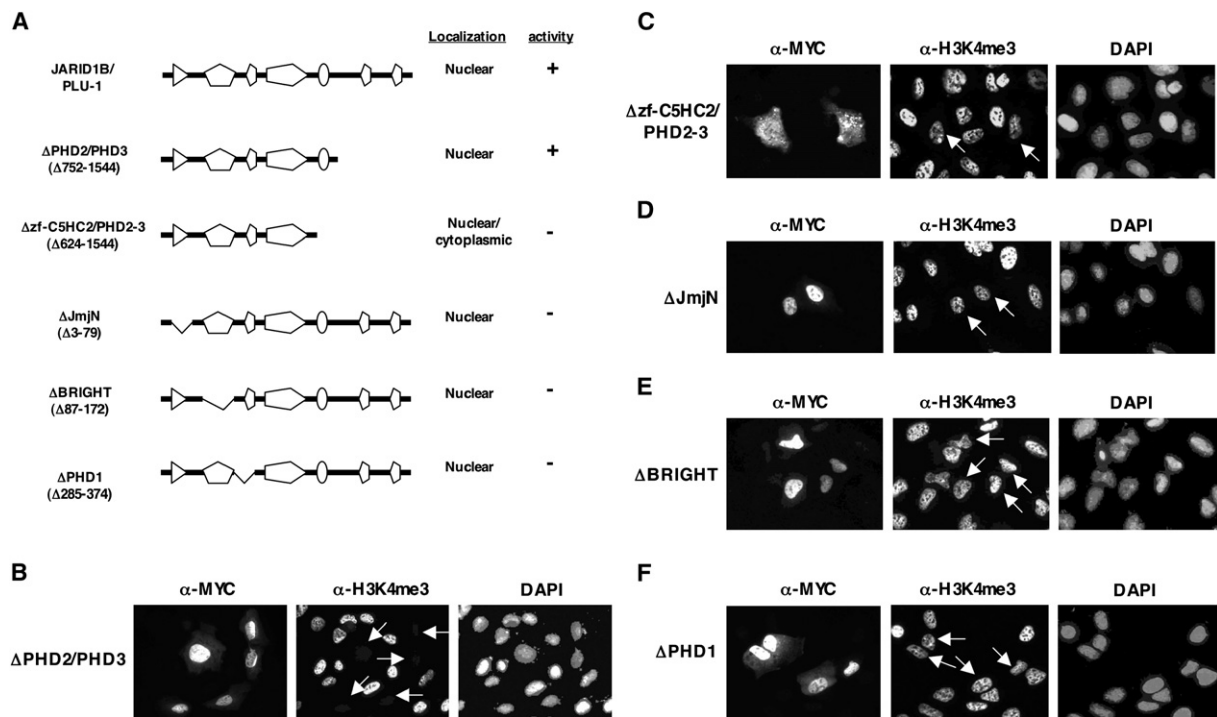 A
Localization activity
JARID1B/
PLU-1
Nuclear +
ΔPHD2/PHD3
(Δ752-1544)
Nuclear +
Δzf-C5HC2/PHD2-3
(Δ624-1544)
Nuclear/
cytoplasmic
-
ΔJmjN
(Δ3-79)
Nuclear -
ΔBRIGHT
(Δ87-172)
Nuclear -
ΔPHD1
(Δ285-374)
Nuclear -
B
α-MYC α-H3K4me3 DAPI
ΔPHD2/PHD3
C
α-MYC α-H3K4me3 DAPI
Δzf-C5HC2/
PHD2-3
D
α-MYC α-H3K4me3 DAPI
ΔJmjN
E
α-MYC α-H3K4me3 DAPI
ΔBRIGHT
F
α-MYC α-H3K4me3 DAPI
ΔPHD1